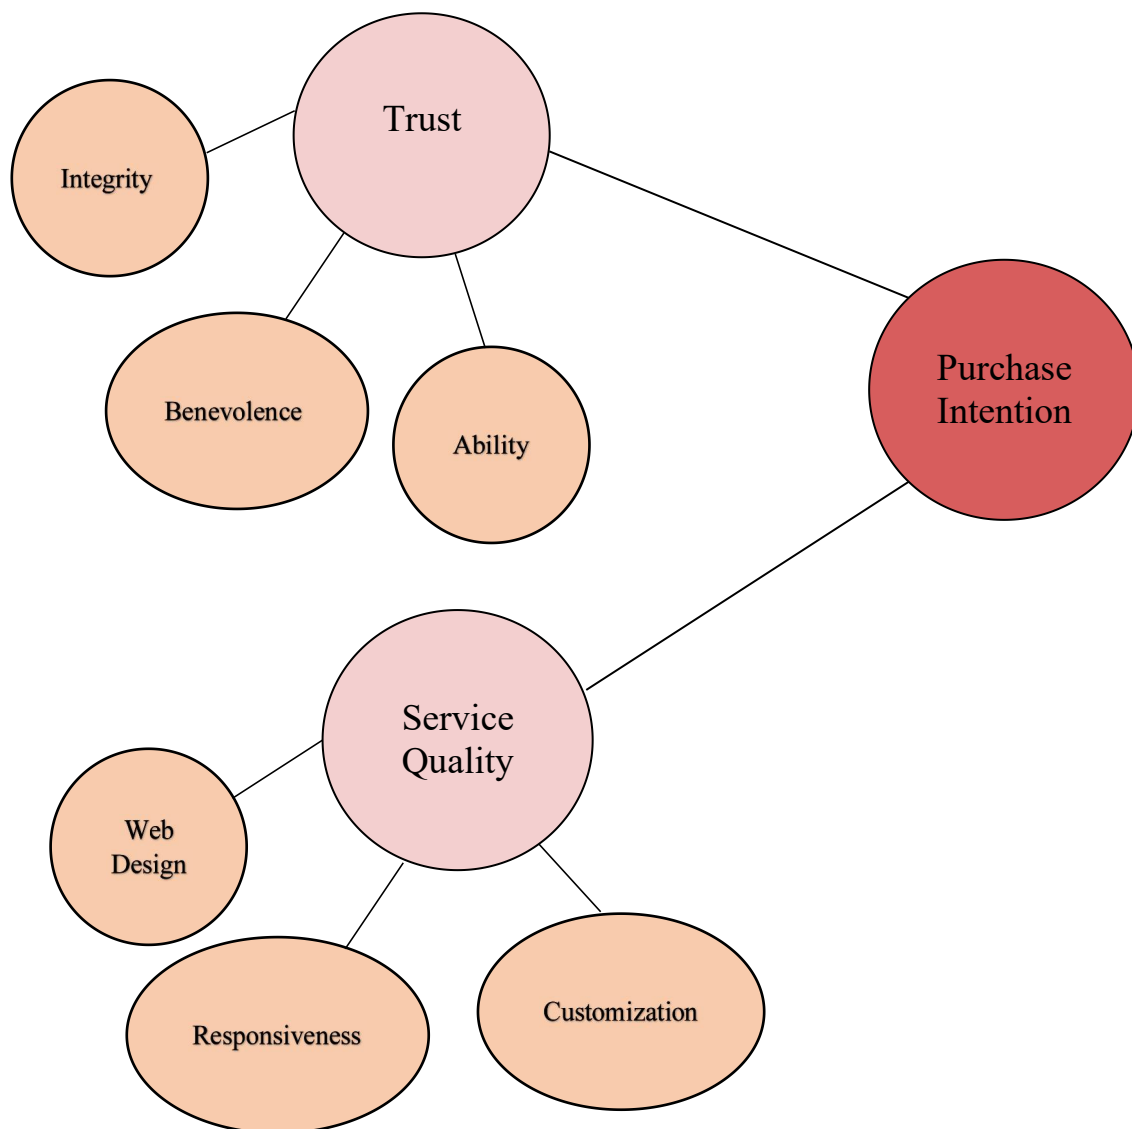 Trust
Integrity
Benevolence
Ability
Purchase
Intention
Service
Quality
Web
Design
Responsiveness
Customization